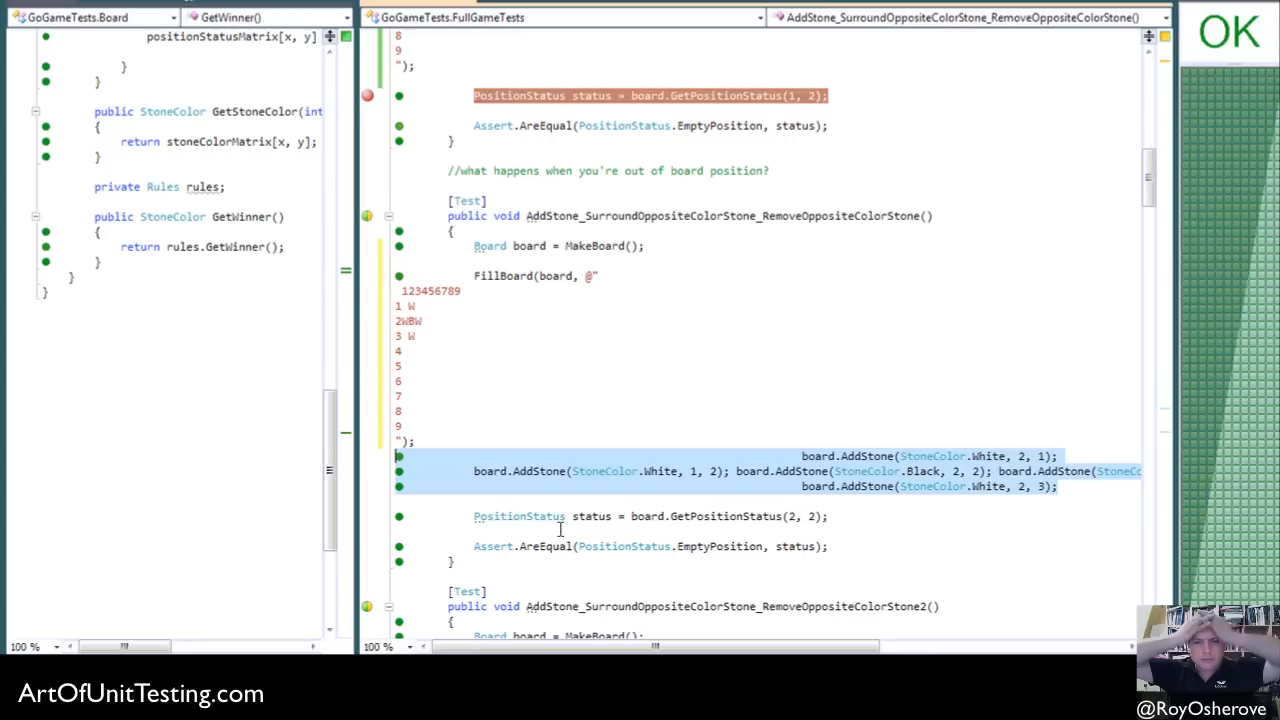 GoGameTests.Board
GetWinner()
positionStatusMatrix[x, y]
}
}
public StoneColor GetStoneColor(int
{
return stoneColorMatrix[x, y];
}
private Rules rules;
public StoneColor GetWinner()
{
return rules.GetWinner();
}
}
}
100 %
GoGameTests.FullGameTests
AddStone_SurroundOppositeColorStone_RemoveOppositeColorStone()
8
9
");
PositionStatus status = board.GetPositionStatus(1, 2);
Assert.AreEqual(PositionStatus.EmptyPosition, status);
}
//what happens when you're out of board position?
[Test]
public void AddStone_SurroundOppositeColorStone_RemoveOppositeColorStone()
{
Board board = MakeBoard();
FillBoard(board, @"
123456789
1 W
2WBW
3 W
4
5
6
7
8
9
");
board.AddStone(StoneColor.White, 2, 1);
board.AddStone(StoneColor.White, 1, 2); board.AddStone(StoneColor.Black, 2, 2); board.AddStone(StoneCo
board.AddStone(StoneColor.White, 2, 3);
PositionStatus status = board.GetPositionStatus(2, 2);
Assert.AreEqual(PositionStatus.EmptyPosition, status);
}
[Test]
public void AddStone_SurroundOppositeColorStone_RemoveOppositeColorStone2()
{
Board board = MakeBoard();
100 %
OK
ArtOfUnitTesting.com
@RoyOsherove